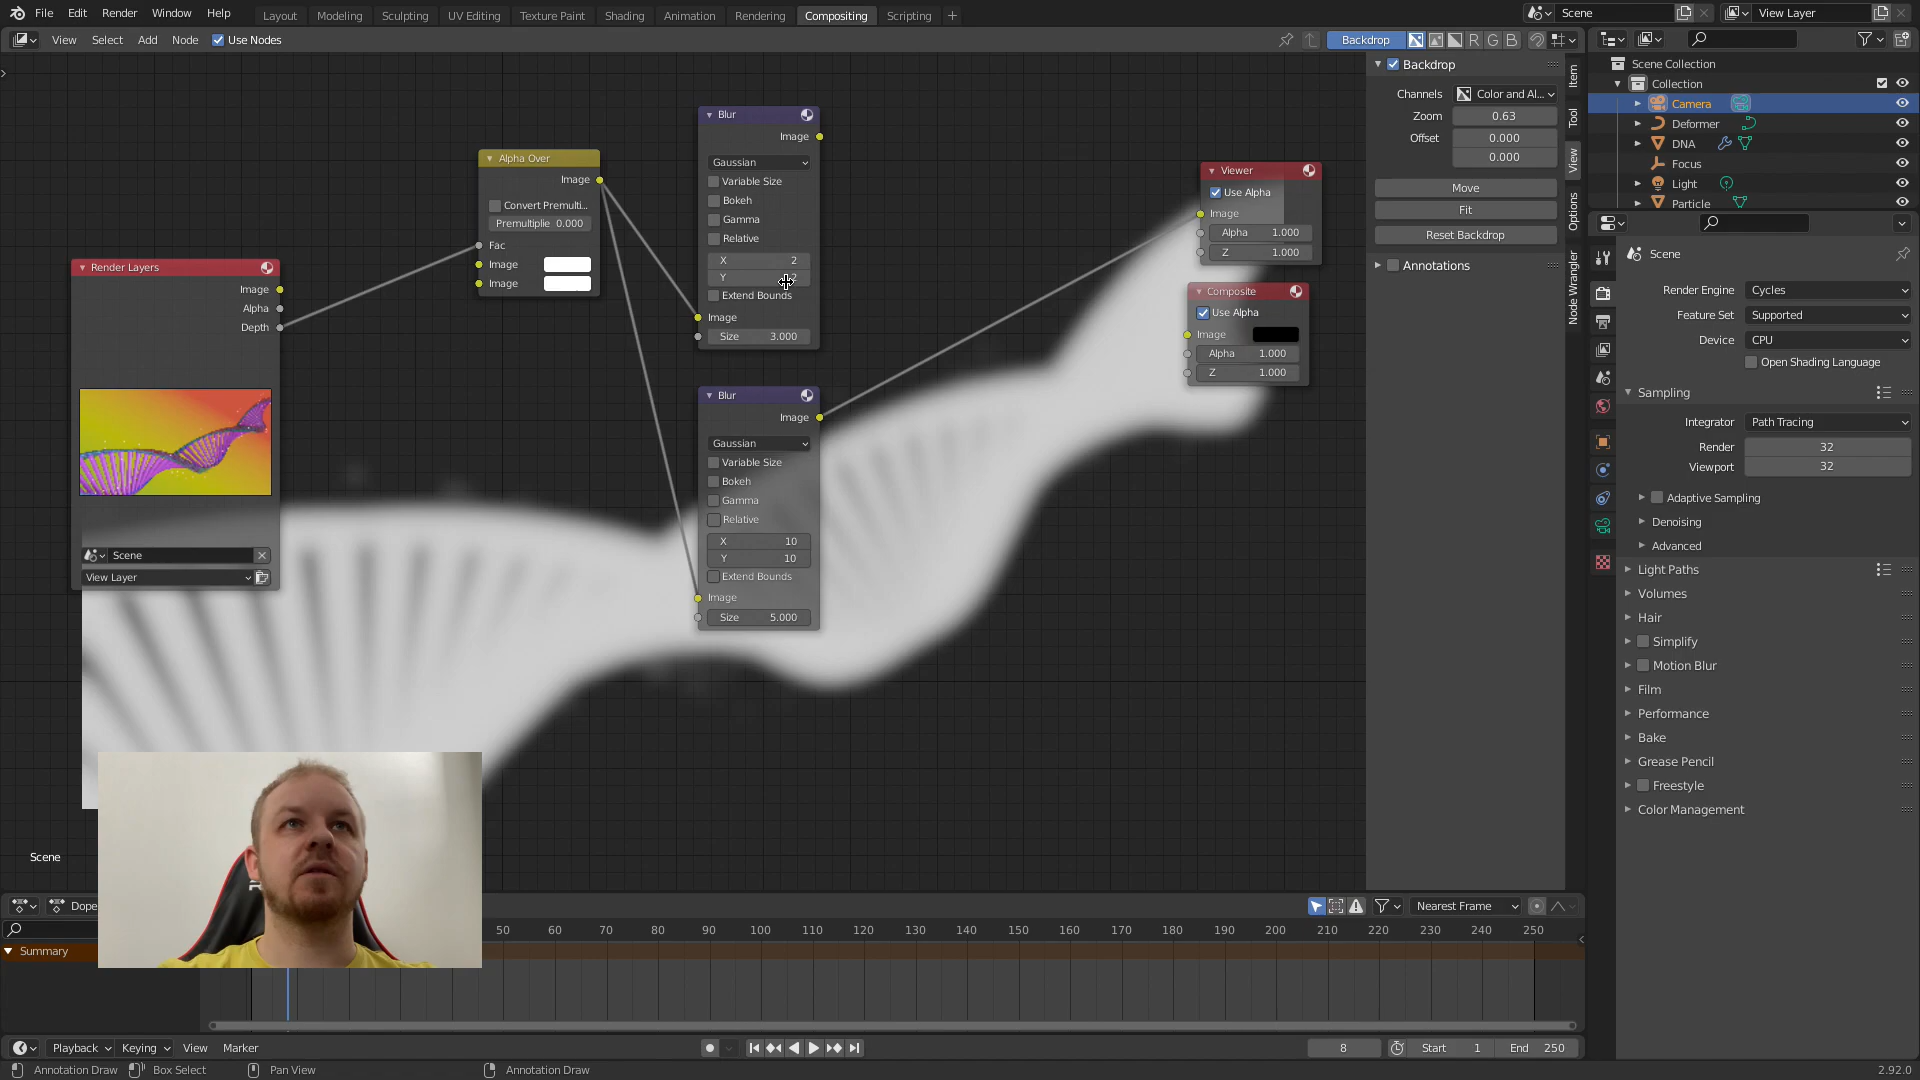 File Edit Render Window Help
Layout Modeling Sculpting UV Editing Texture Paint Shading Animation Rendering Compositing Scripting +
Scene
View Layer
View Select Add Node Use Nodes
Backdrop R G B
Backdrop
Channels Color and Al...
Zoom 0.63
Offset: 0.000
0.000
Move
Fit
Reset Backdrop
Annotations
Item
Tool
View
Options
Node Wrangler
Scene Collection
Collection
Camera
Deformer
DNA
Focus
Light
Particle
Scene
Render Engine Cycles
Feature Set Supported
Device CPU
Open Shading Language
Sampling
Integrator Path Tracing
Render 32
Viewport 32
Adaptive Sampling
Denoising
Advanced
Light Paths
Volumes
Hair
Simplify
Motion Blur
Film
Performance
Bake
Grease Pencil
Freestyle
Color Management
Render Layers
Image
Alpha
Depth
Scene
View Layer
Alpha Over
Image
Convert Premulti...
Premultiplie 0.000
Fac
Image
Image
Blur
Image
Gaussian
Variable Size
Bokeh
Gamma
Relative
X 2
Y 2
Extend Bounds
Image
Size 3.000
Blur
Image
Gaussian
Variable Size
Bokeh
Gamma
Relative
X 10
Y 10
Extend Bounds
Image
Size 5.000
Viewer
Use Alpha
Image
Alpha 1.000
Z 1.000
Composite
Use Alpha
Image
Alpha 1.000
Z 1.000
Scene
Dope
Nearest Frame
50 60 70 80 90 100 110 120 130 140 150 160 170 180 190 200 210 220 230 240 250
Summary
Playback Keying View Marker
8 Start 1 End 250
Annotation Draw Box Select Pan View Annotation Draw 2.92.0